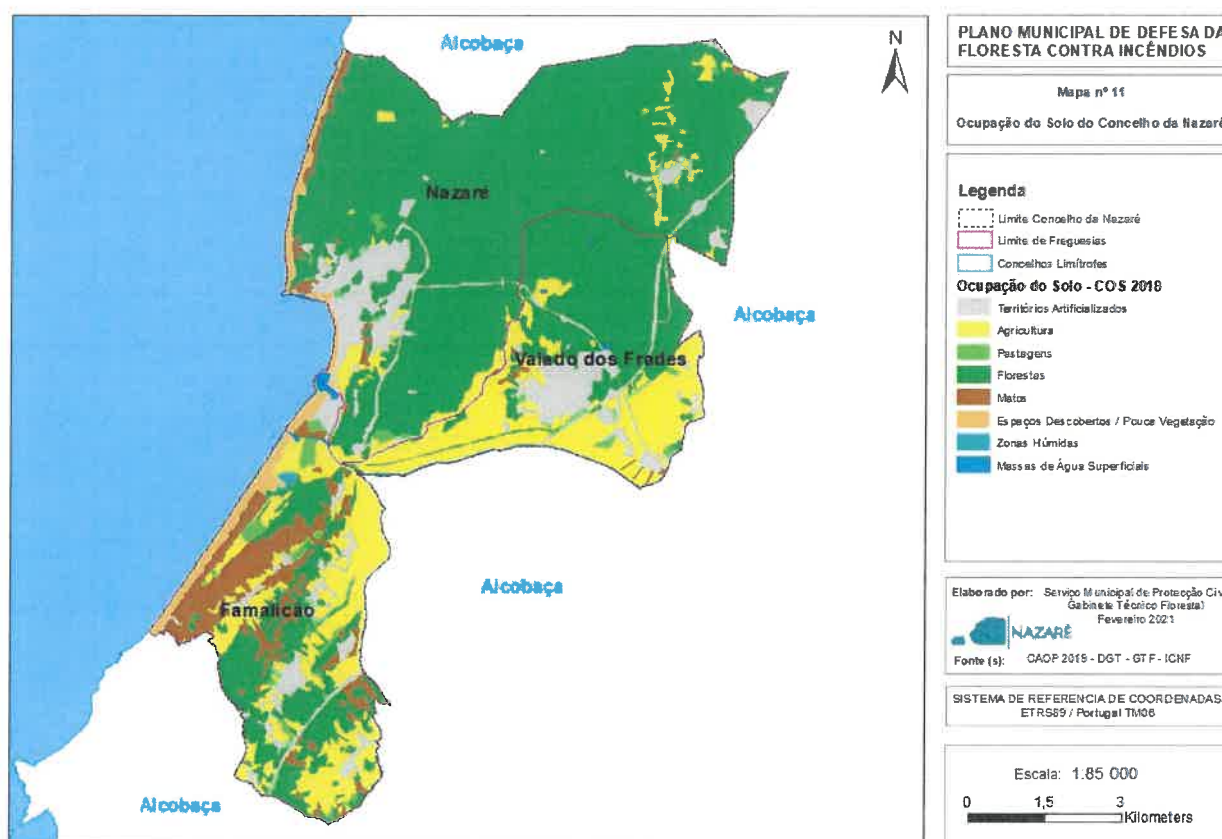 Alcobaça
N
Nazaré
Alcobaça
Valado dos Frades
Alcobaça
Famalicão
Alcobaça
PLANO MUNICIPAL DE DEFESA DA
FLORESTA CONTRA INCÊNDIOS
Mapa nº 11
Ocupação do Solo do Concelho da Nazaré
Legenda
Limite Concelho da Nazaré
Limite de Freguesias
Concelhos Limítrofes
Ocupação do Solo - COS 2018
Territórios Artificializados
Agricultura
Pastagens
Florestas
Matos
Espaços Descobertos / Pouca Vegetação
Zonas Húmidas
Massas de Água Superficiais
Elaborado por: Serviço Municipal de Protecção Civ
Gabinete Técnico Florestal
Fevereiro 2021
NAZARÉ
Fonte (s): CAOP 2019 - DGT - GTF - ICNF
SISTEMA DE REFERENCIA DE COORDENADAS
ETRS89 / Portugal TM06
Escala: 1:85 000
0 1,5 3
Kilometers